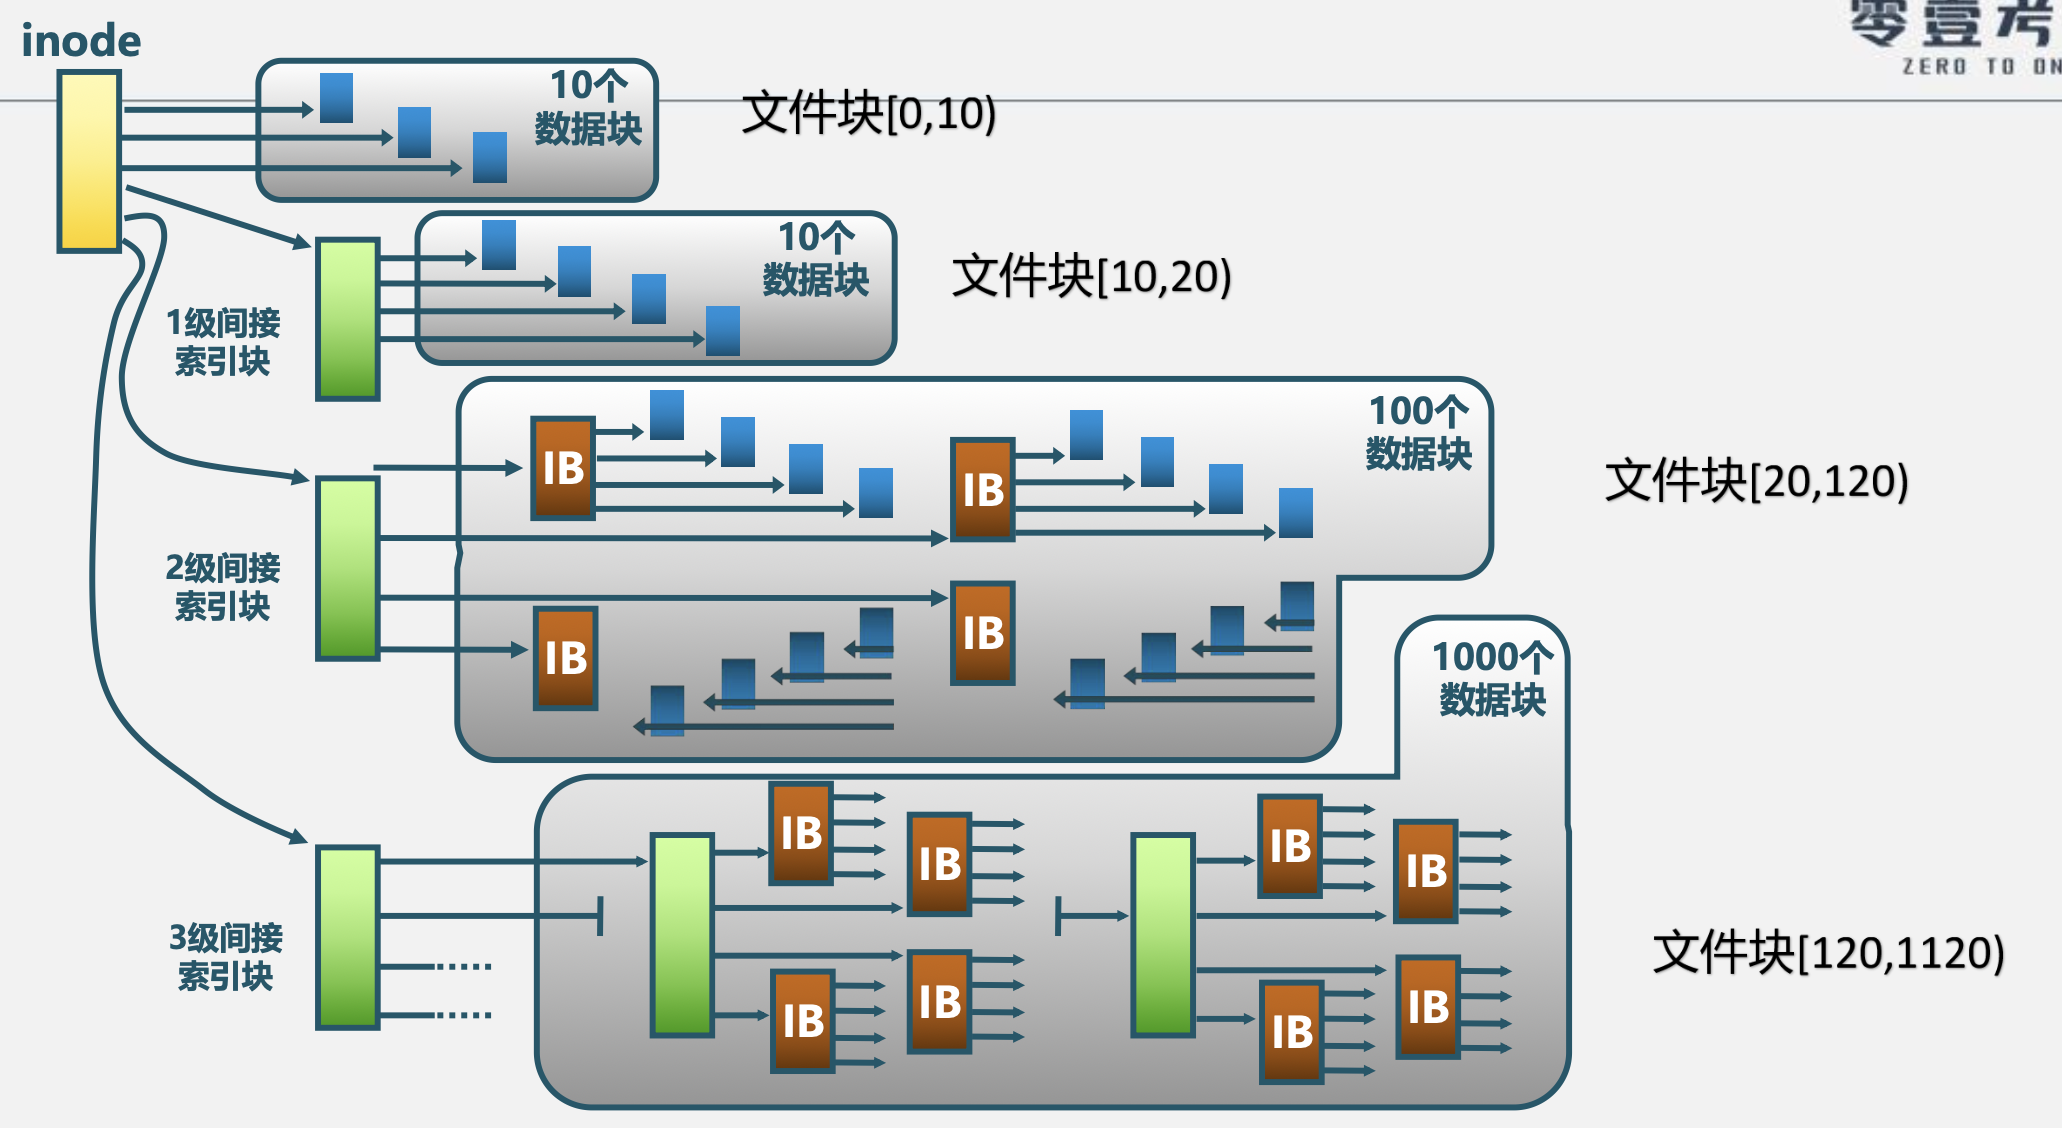 零壹考
ZERO TO ON
inode
10个
数据块
文件块[0,10)
10个
数据块
文件块[10,20)
1级间接
索引块
100个
数据块
IB
IB
文件块[20,120)
2级间接
索引块
IB
IB
1000个
数据块
IB
IB
IB
IB
3级间接
索引块
文件块[120,1120)
IB
IB
IB
IB